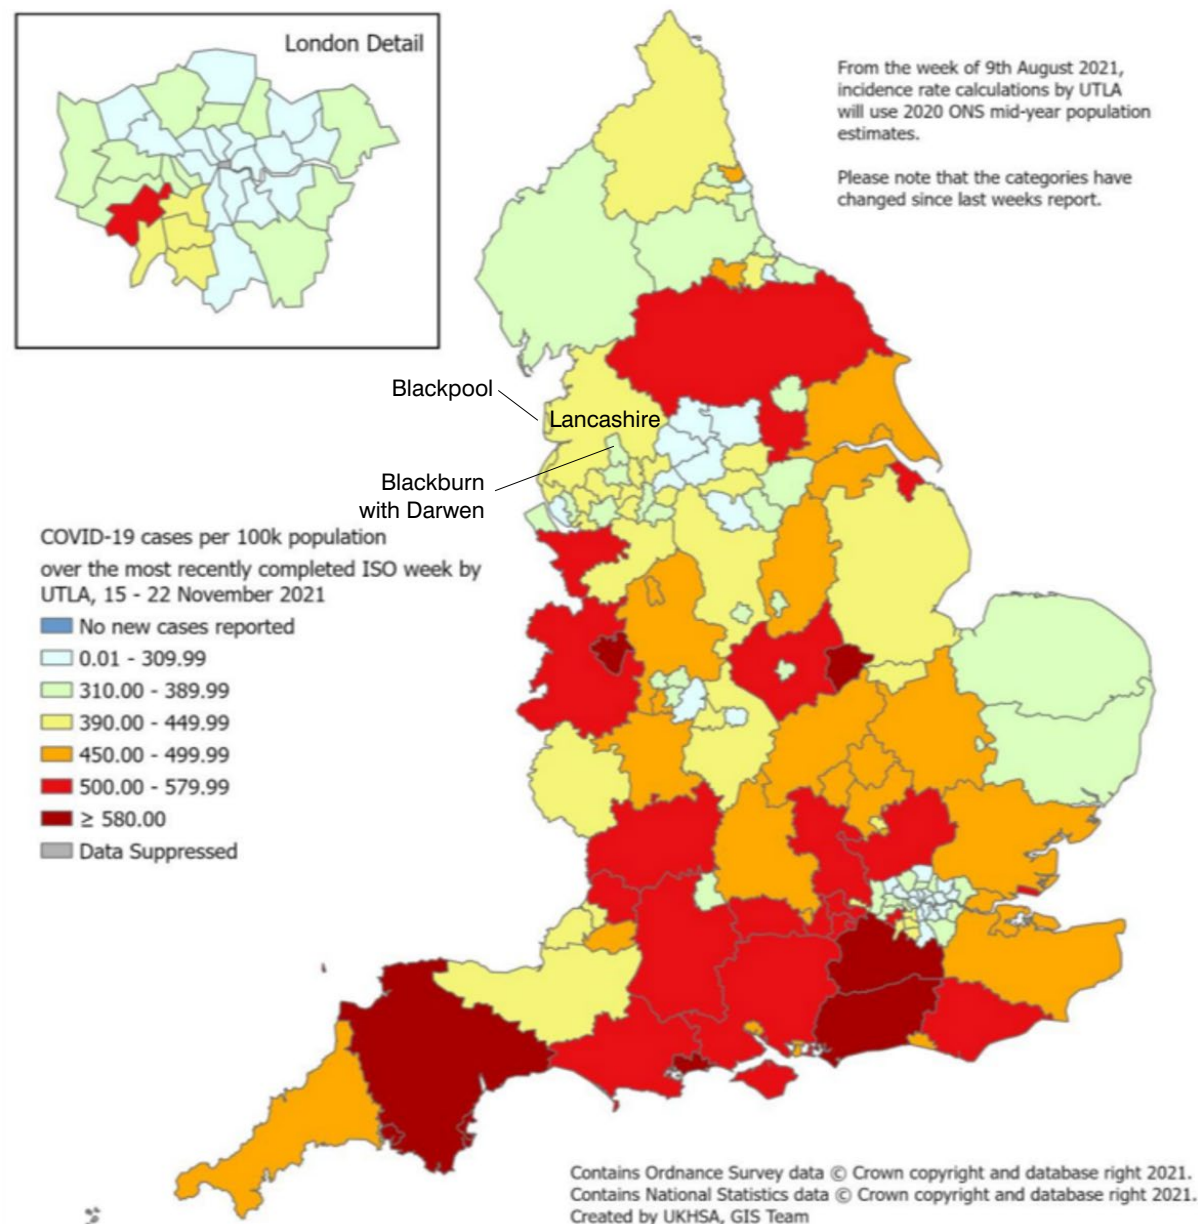 London Detail
From the week of 9th August 2021,
incidence rate calculations by UTLA
will use 2020 ONS mid-year population
estimates.
Please note that the categories have
changed since last weeks report.
Blackpool
Lancashire
Blackburn
with Darwen
COVID-19 cases per 100k population
over the most recently completed ISO week by
UTLA, 15 - 22 November 2021
No new cases reported
0.01 - 309.99
310.00 - 389.99
390.00 - 449.99
450.00 - 499.99
500.00 - 579.99
≥ 580.00
Data Suppressed
Contains Ordnance Survey data © Crown copyright and database right 2021.
Contains National Statistics data © Crown copyright and database right 2021.
Created by UKHSA, GIS Team